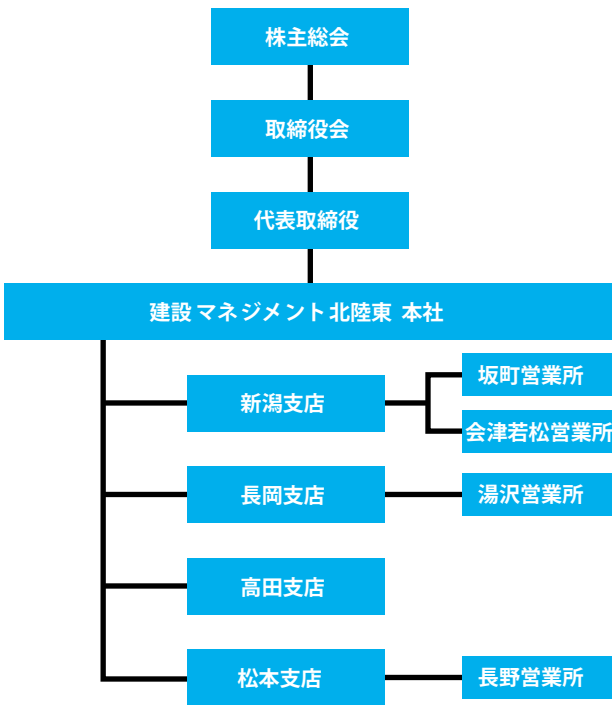 株主総会
取締役会
代表取締役
建設マネジメント北陸東 本社
新潟支店
坂町営業所
会津若松営業所
長岡支店
湯沢営業所
高田支店
松本支店
長野営業所